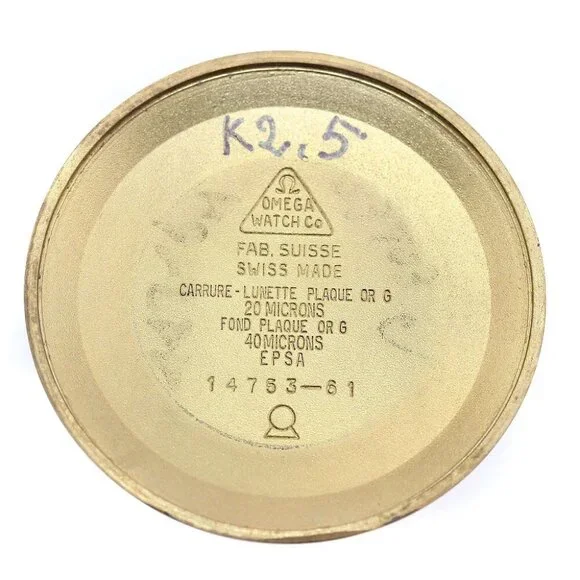 K2,5
Ω
OMEGA
WATCH Co
FAB. SUISSE
SWISS MADE
CARRURE-LUNETTE PLAQUE OR G
20 MICRONS
FOND PLAQUE OR G
40 MICRONS
EPSA
14753-61